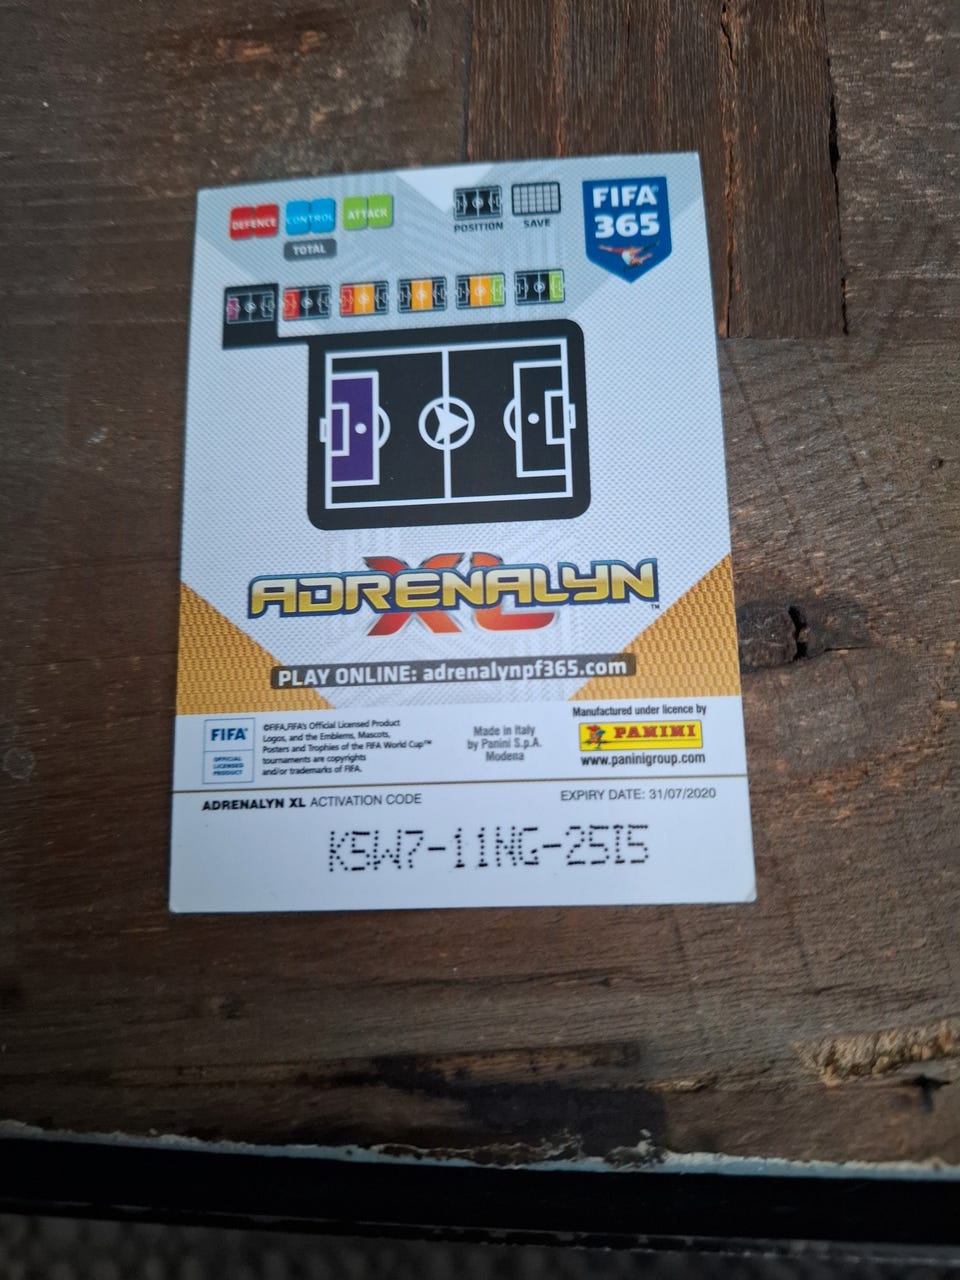 DEFENCE CONTROL ATTACK
TOTAL
POSITION SAVE
FIFA
365
ADRENALYN XL™
PLAY ONLINE: adrenalynpf365.com
FIFA®
OFFICIAL
LICENSED
PRODUCT
©FIFA,FIFA's Official Licensed Product
Logos, and the Emblems, Mascots,
Posters and Trophies of the FIFA World Cup™
tournaments are copyrights
and/or trademarks of FIFA.
Made in Italy
by Panini S.p.A.
Modena
Manufactured under licence by
PANINI
www.paninigroup.com
ADRENALYN XL ACTIVATION CODE
EXPIRY DATE: 31/07/2020
K5W7-11NG-25I5